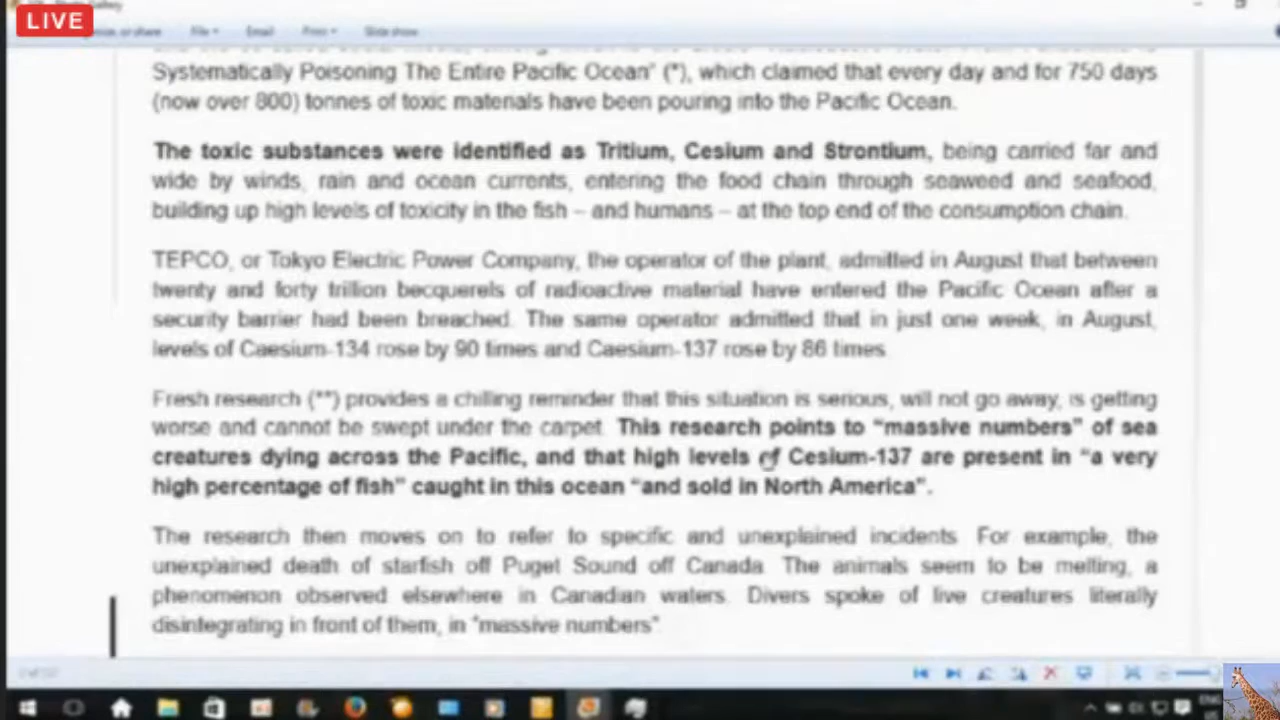 LIVE
File Email Print Slide show
Systematically Poisoning The Entire Pacific Ocean" (*), which claimed that every day and for 750 days
(now over 800) tonnes of toxic materials have been pouring into the Pacific Ocean.
The toxic substances were identified as Tritium, Cesium and Strontium, being carried far and
wide by winds, rain and ocean currents, entering the food chain through seaweed and seafood,
building up high levels of toxicity in the fish – and humans – at the top end of the consumption chain.
TEPCO, or Tokyo Electric Power Company, the operator of the plant, admitted in August that between
twenty and forty trillion becquerels of radioactive material have entered the Pacific Ocean after a
security barrier had been breached. The same operator admitted that in just one week, in August,
levels of Caesium-134 rose by 90 times and Caesium-137 rose by 86 times.
Fresh research (**) provides a chilling reminder that this situation is serious, will not go away, is getting
worse and cannot be swept under the carpet. This research points to "massive numbers" of sea
creatures dying across the Pacific, and that high levels of Cesium-137 are present in "a very
high percentage of fish" caught in this ocean "and sold in North America".
The research then moves on to refer to specific and unexplained incidents. For example, the
unexplained death of starfish off Puget Sound off Canada. The animals seem to be melting, a
phenomenon observed elsewhere in Canadian waters. Divers spoke of live creatures literally
disintegrating in front of them, in "massive numbers".